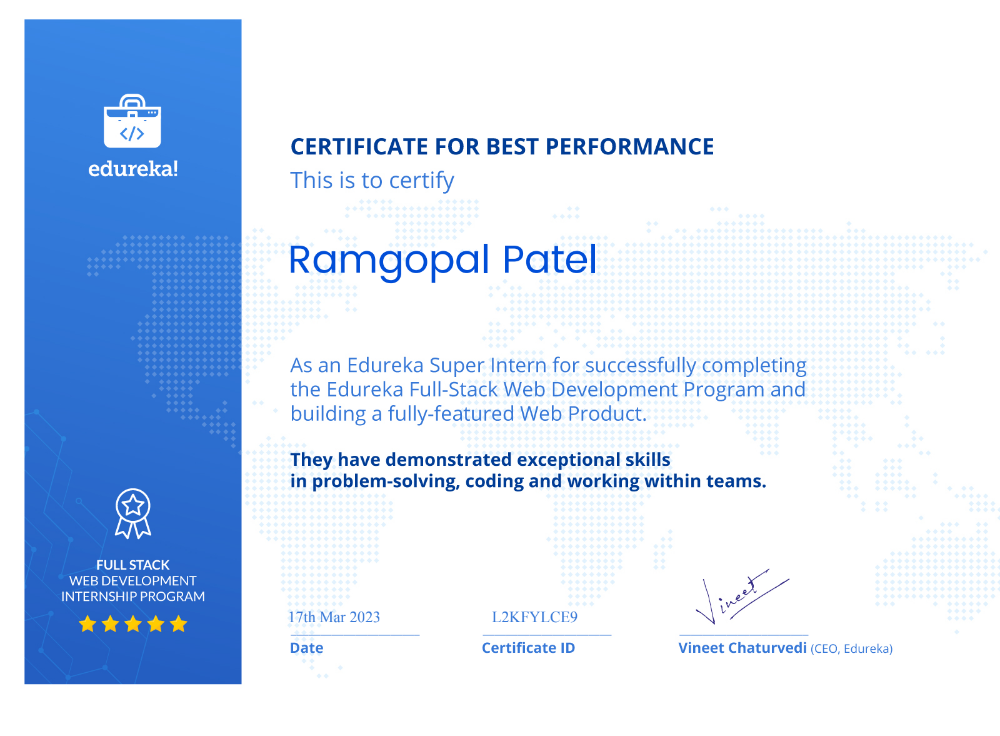 </>
edureka!
CERTIFICATE FOR BEST PERFORMANCE
This is to certify
Ramgopal Patel
As an Edureka Super Intern for successfully completing
the Edureka Full-Stack Web Development Program and
building a fully-featured Web Product.
They have demonstrated exceptional skills
in problem-solving, coding and working within teams.
FULL STACK
WEB DEVELOPMENT
INTERNSHIP PROGRAM
17th Mar 2023
Date
L2KFYLCE9
Certificate ID
Vineet
Vineet Chaturvedi (CEO, Edureka)